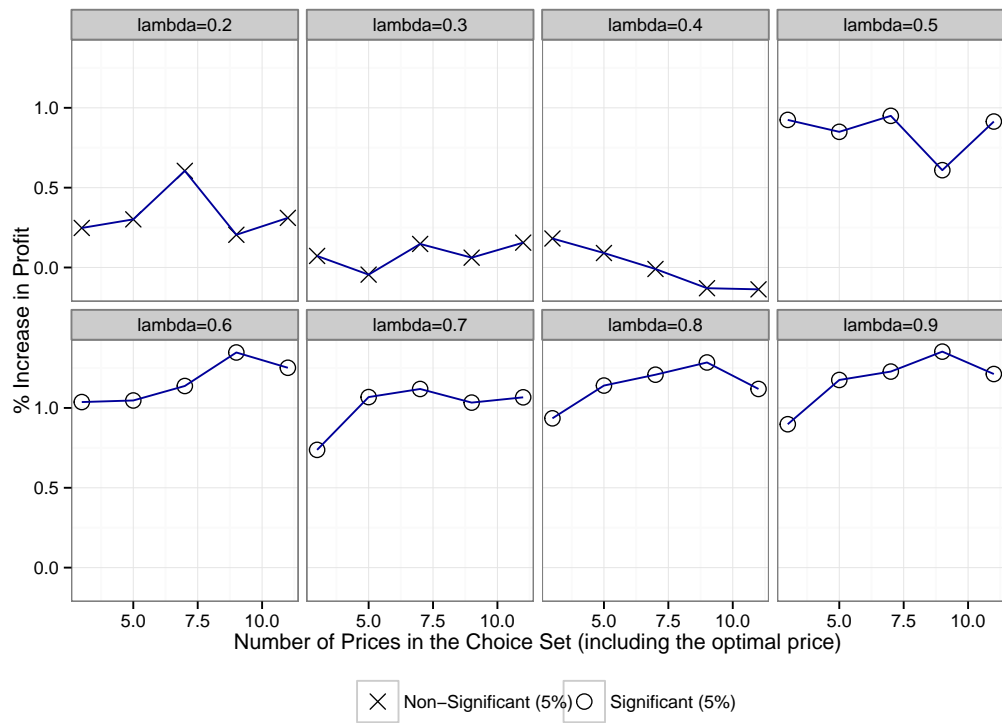 lambda=0.2 lambda=0.3 lambda=0.4 lambda=0.5
1.0
0.5
0.0
lambda=0.6 lambda=0.7 lambda=0.8 lambda=0.9
1.0
0.5
0.0
% Increase in Profit
5.0 7.5 10.0 5.0 7.5 10.0 5.0 7.5 10.0 5.0 7.5 10.0
Number of Prices in the Choice Set (including the optimal price)
Non−Significant (5%) Significant (5%)